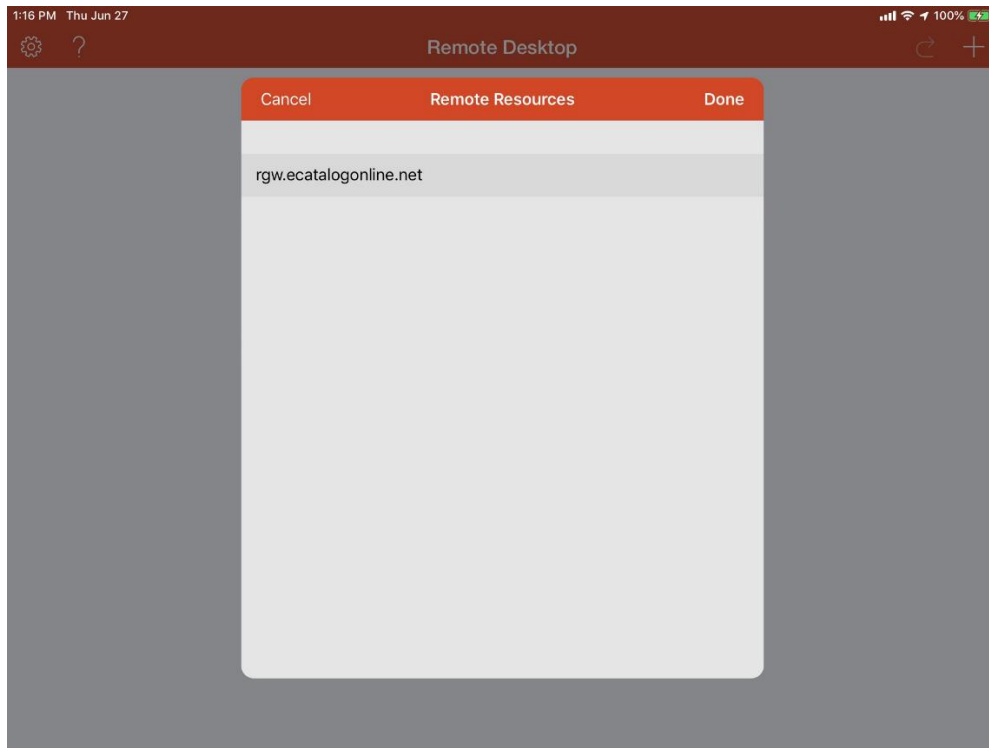 1:16 PM Thu Jun 27 100%
? Remote Desktop
Cancel Remote Resources Done
rgw.ecatalogonline.net